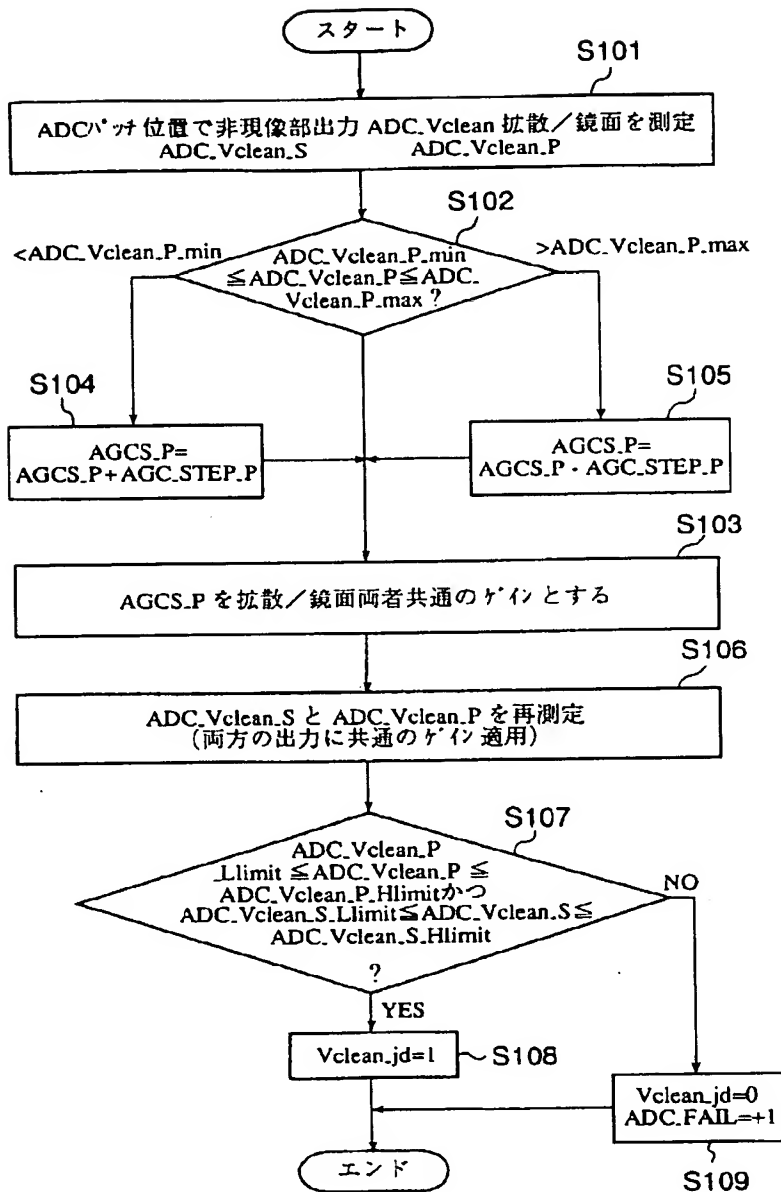 スタート
S101
ADCパッチ位置で非現像部出力 ADC_Vclean 拡散/鏡面を測定
ADC_Vclean_S ADC_Vclean_P
S102
<ADC_Vclean_P_min
ADC_Vclean_P_min
≦ADC_Vclean_P≦ADC_
Vclean_P_max ?
>ADC_Vclean_P_max
S104
AGCS_P=
AGCS_P+AGC_STEP_P
S105
AGCS_P=
AGCS_P - AGC_STEP_P
S103
AGCS_P を拡散/鏡面両者共通のゲインとする
S106
ADC_Vclean_S と ADC_Vclean_P を再測定
(両方の出力に共通のゲイン適用)
S107
ADC_Vclean_P
_Llimit ≦ADC_Vclean_P ≦
ADC_Vclean_P_Hlimitかつ
ADC_Vclean_S_Llimit≦ADC_Vclean_S≦
ADC_Vclean_S_Hlimit
?
NO
YES
Vclean_jd=1
S108
Vclean_jd=0
ADC_FAIL=+1
S109
エンド